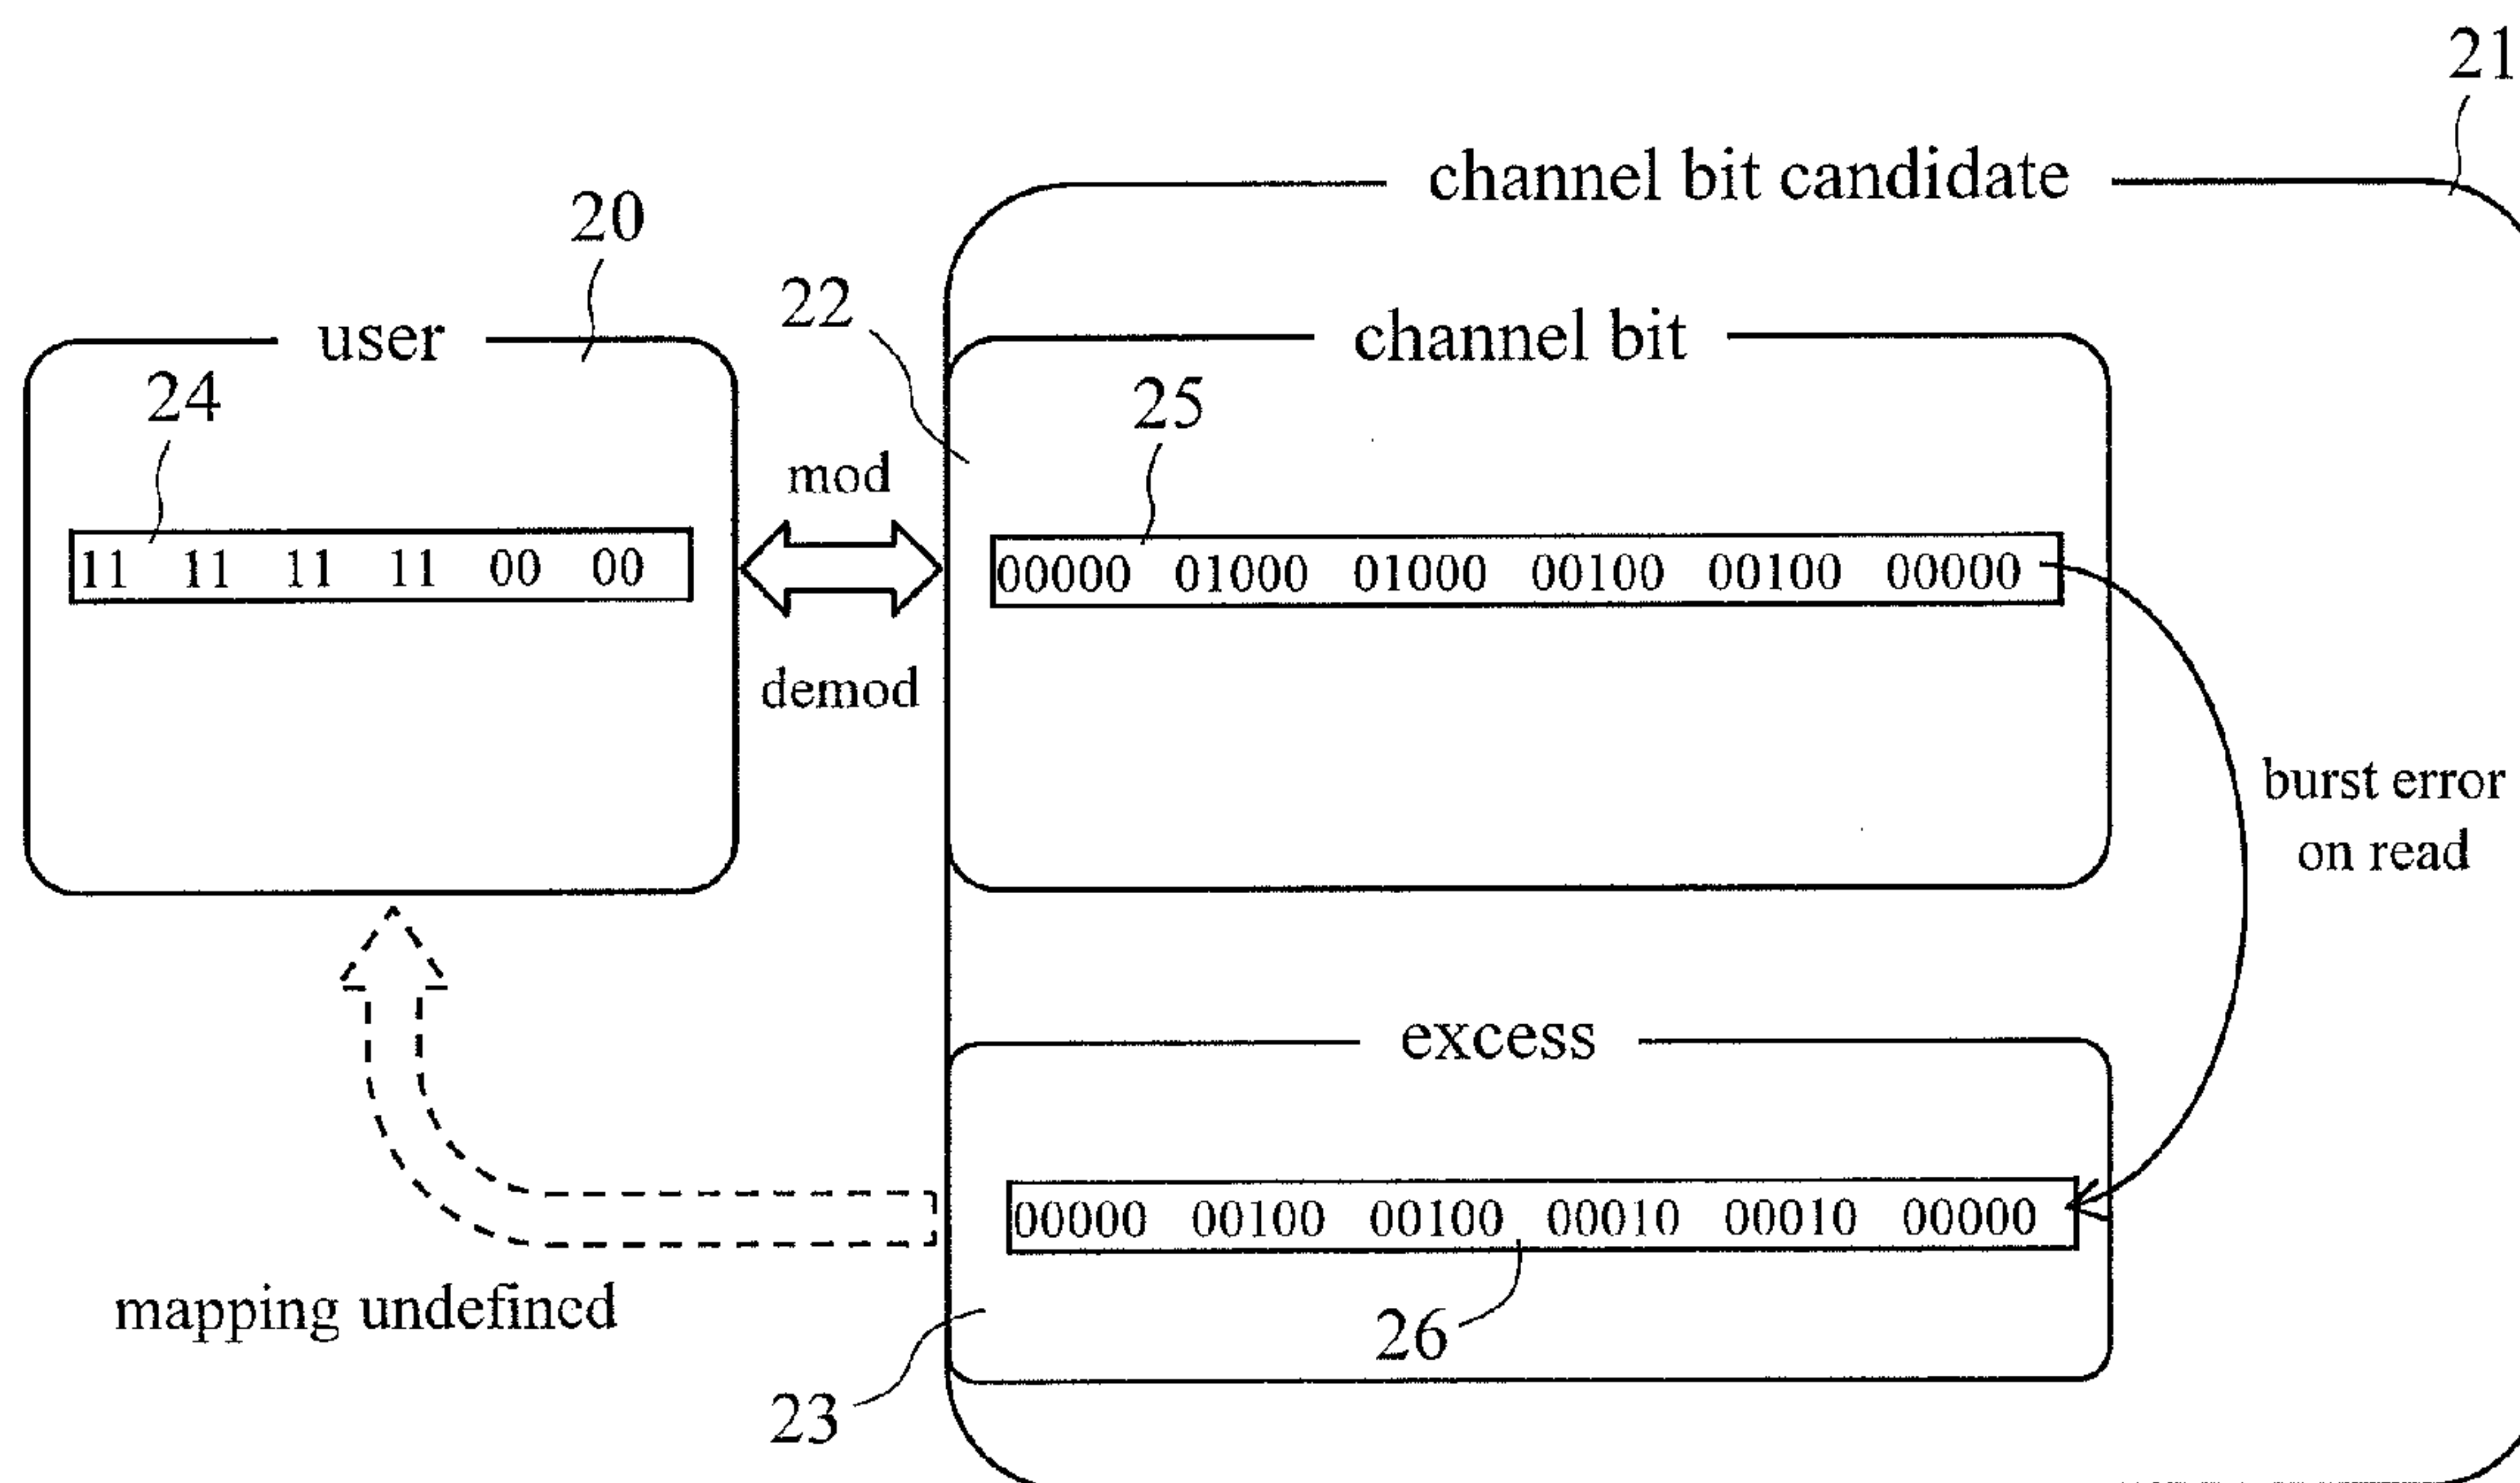 21
channel bit candidate
20
22
user
channel bit
24
25
mod
11 11 11 11 00 00
00000 01000 01000 00100 00100 00000
demod
burst error
on read
excess
00000 00100 00100 00010 00010 00000
mapping undefined
26
23